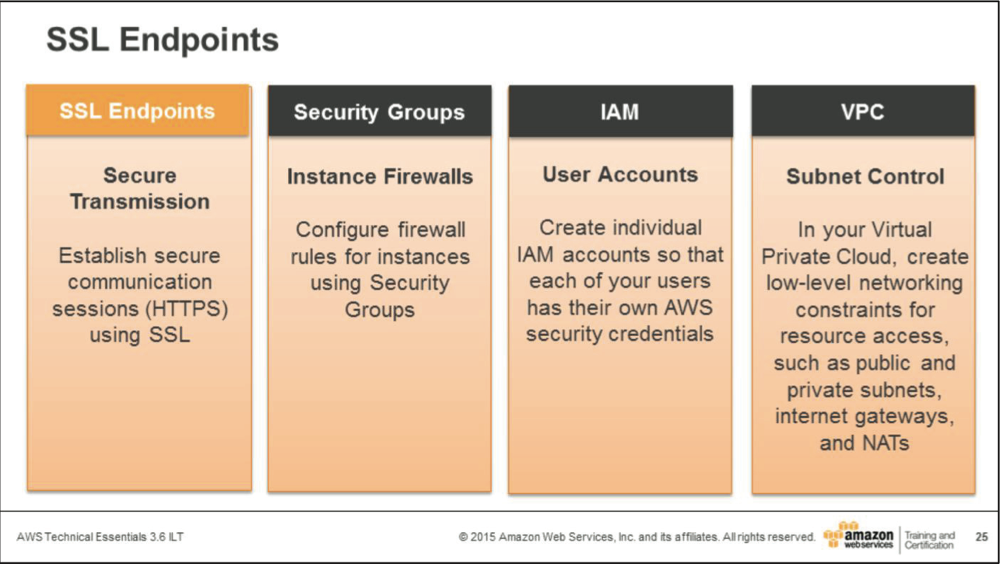 SSL Endpoints
SSL Endpoints
Secure
Transmission
Establish secure
communication
sessions (HTTPS)
using SSL
Security Groups
Instance Firewalls
Configure firewall
rules for instances
using Security
Groups
IAM
User Accounts
Create individual
IAM accounts so that
each of your users
has their own AWS
security credentials
VPC
Subnet Control
In your Virtual
Private Cloud, create
low-level networking
constraints for
resource access,
such as public and
private subnets,
internet gateways,
and NATs
AWS Technical Essentials 3.6 ILT
© 2015 Amazon Web Services, Inc. and its affiliates. All rights reserved.
amazon
webservices
Training and
Certification
25